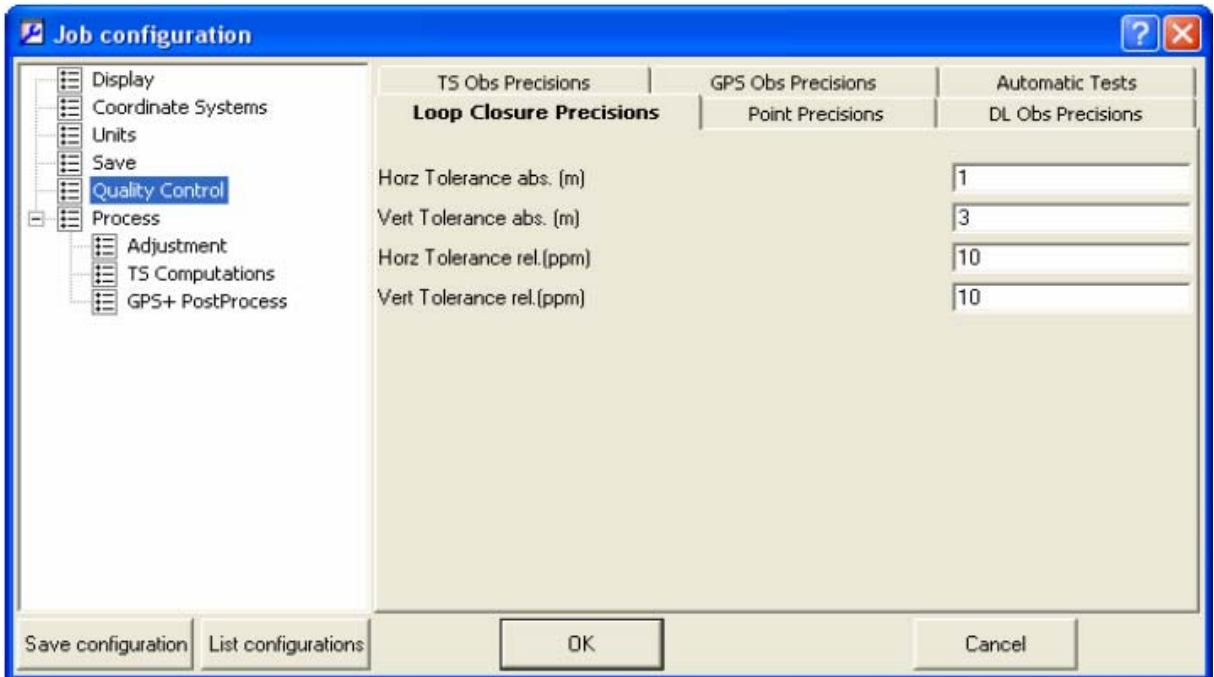 Job configuration
Display
Coordinate Systems
Units
Save
Quality Control
Process
Adjustment
TS Computations
GPS+ PostProcess
TS Obs Precisions
GPS Obs Precisions
Automatic Tests
Loop Closure Precisions
Point Precisions
DL Obs Precisions
Horz Tolerance abs. (m) 1
Vert Tolerance abs. (m) 3
Horz Tolerance rel.(ppm) 10
Vert Tolerance rel.(ppm) 10
Save configuration
List configurations
OK
Cancel